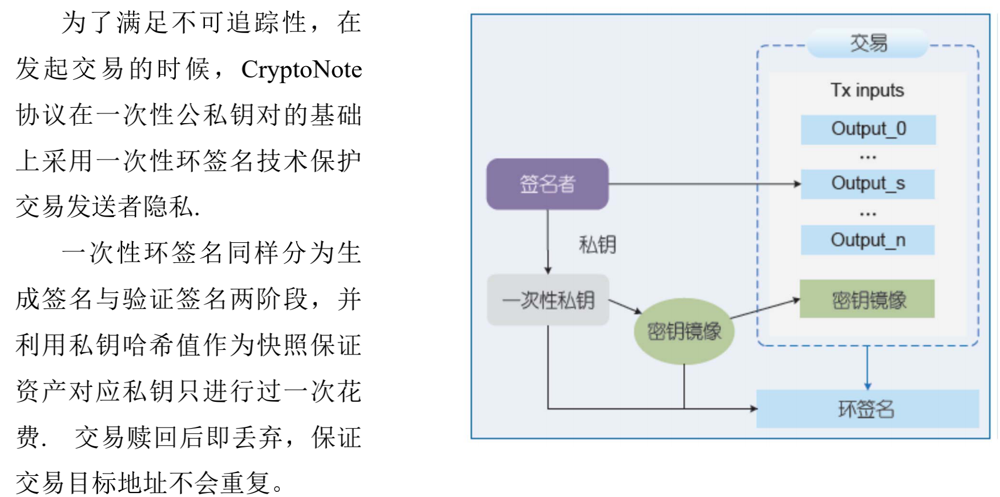 为了满足不可追踪性，在
发起交易的时候，CryptoNote
协议在一次性公私钥对的基础
上采用一次性环签名技术保护
交易发送者隐私.
一次性环签名同样分为生
成签名与验证签名两阶段，并
利用私钥哈希值作为快照保证
资产对应私钥只进行过一次花
费. 交易赎回后即丢弃，保证
交易目标地址不会重复。
交易
Tx inputs
Output_0
...
签名者
Output_s
...
Output_n
私钥
一次性私钥
密钥镜像
密钥镜像
环签名